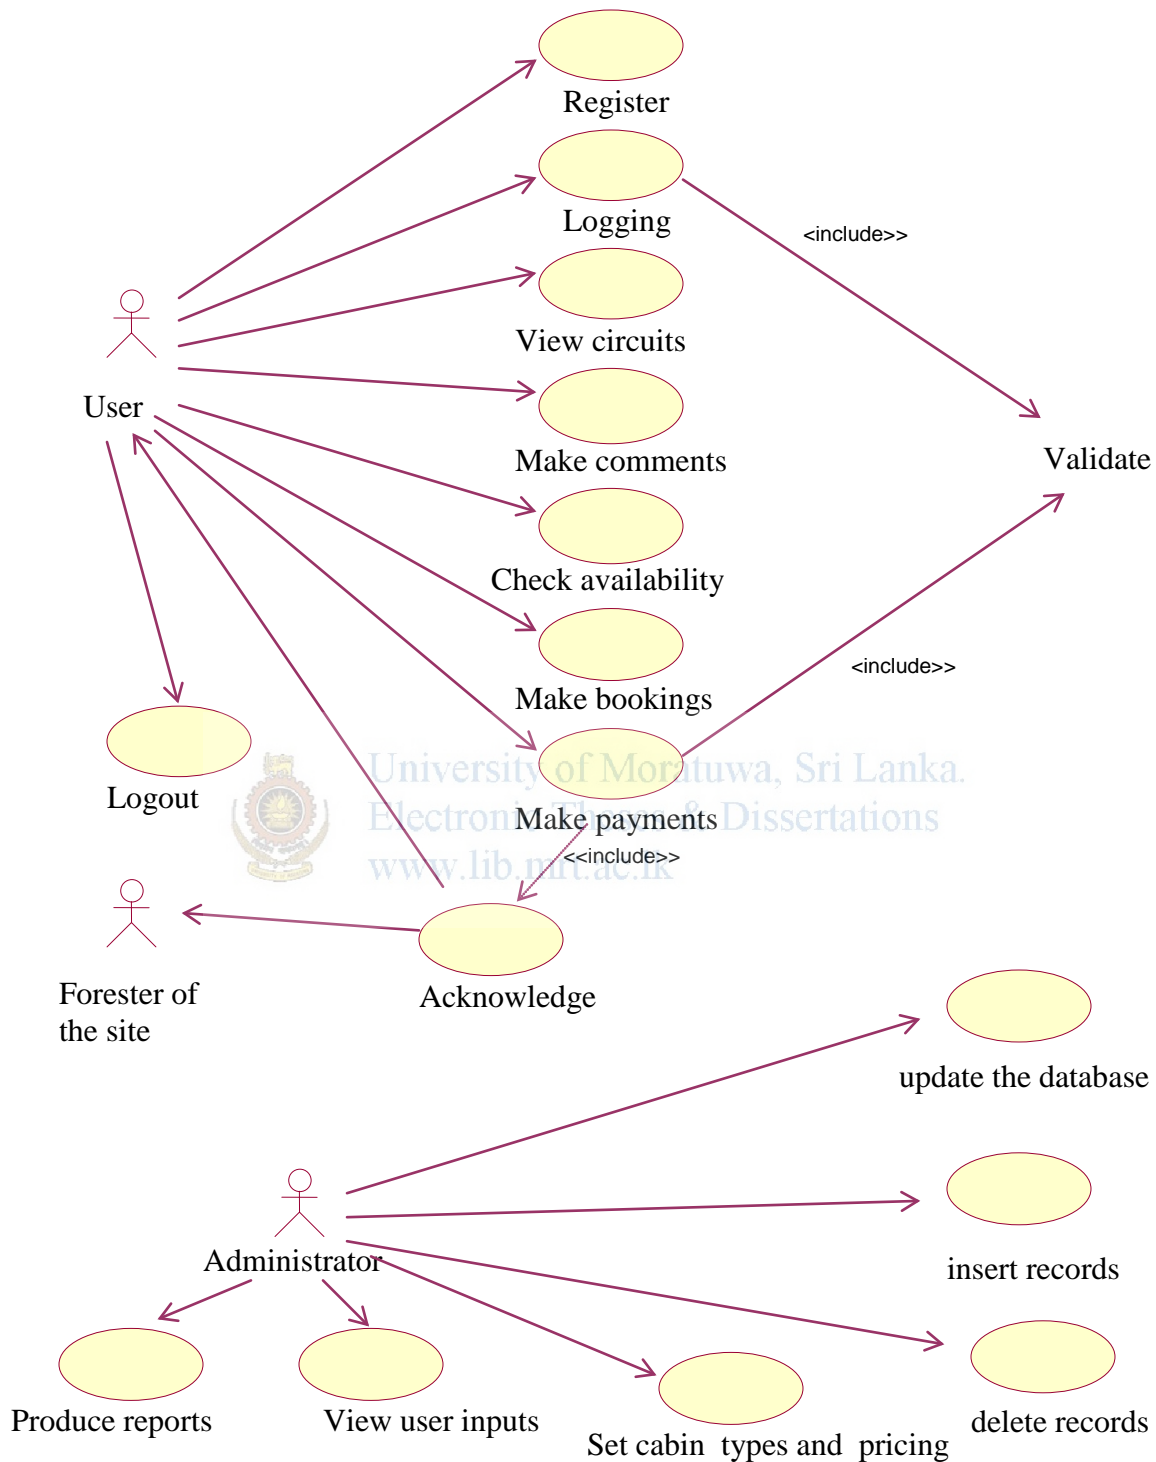 Register
Logging
<include>>
View circuits
User
Make comments
Validate
Check availability
<include>>
Make bookings
Logout
University of Moratuwa, Sri Lanka.
Electronic Theses & Dissertations
www.lib.mrt.ac.lk
Make payments
<<include>>
Forester of
the site
Acknowledge
update the database
Administrator
insert records
Produce reports
View user inputs
Set cabin types and pricing
delete records